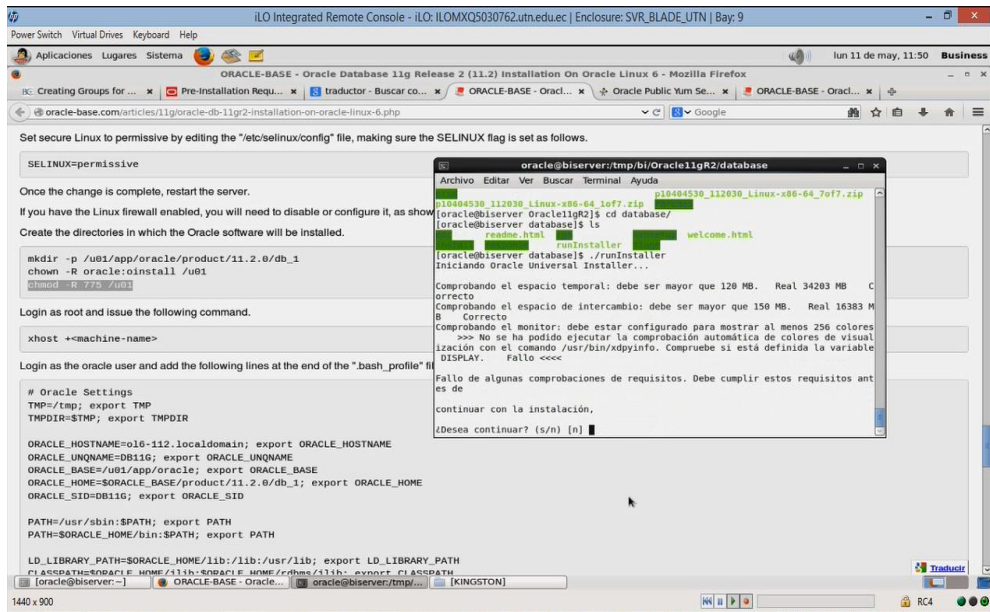 iLO Integrated Remote Console - iLO: ILOMXQ5030762.utn.edu.ec | Enclosure: SVR_BLADE_UTN | Bay: 9
Power Switch Virtual Drives Keyboard Help
Aplicaciones Lugares Sistema
lun 11 de may, 11:50 Business
ORACLE-BASE - Oracle Database 11g Release 2 (11.2) Installation On Oracle Linux 6 - Mozilla Firefox
BC Creating Groups for ... Pre-Installation Requ... traductor - Buscar co... ORACLE-BASE - Oracl... Oracle Public Yum Se... ORACLE-BASE - Oracl...
oracle-base.com/articles/11g/oracle-db-11gr2-installation-on-oracle-linux-6.php
Google
Set secure Linux to permissive by editing the "/etc/selinux/config" file, making sure the SELINUX flag is set as follows.
SELINUX=permissive
Once the change is complete, restart the server.
If you have the Linux firewall enabled, you will need to disable or configure it, as show
Create the directories in which the Oracle software will be installed.
mkdir -p /u01/app/oracle/product/11.2.0/db_1
chown -R oracle:oinstall /u01
chmod -R 775 /u01
Login as root and issue the following command.
xhost +<machine-name>
Login as the oracle user and add the following lines at the end of the ".bash_profile" fil
# Oracle Settings
TMP=/tmp; export TMP
TMPDIR=$TMP; export TMPDIR
ORACLE_HOSTNAME=ol6-112.localdomain; export ORACLE_HOSTNAME
ORACLE_UNQNAME=DB11G; export ORACLE_UNQNAME
ORACLE_BASE=/u01/app/oracle; export ORACLE_BASE
ORACLE_HOME=$ORACLE_BASE/product/11.2.0/db_1; export ORACLE_HOME
ORACLE_SID=DB11G; export ORACLE_SID
PATH=/usr/sbin:$PATH; export PATH
PATH=$ORACLE_HOME/bin:$PATH; export PATH
LD_LIBRARY_PATH=$ORACLE_HOME/lib:/lib:/usr/lib; export LD_LIBRARY_PATH
CLASSPATH=$ORACLE_HOME/jlib:$ORACLE_HOME/rdbms/jlib; export CLASSPATH
oracle@biserver:/tmp/bi/Oracle11gR2/database
Archivo Editar Ver Buscar Terminal Ayuda
p10404530_112030_Linux-x86-64_7of7.zip
p10404530_112030_Linux-x86-64_1of7.zip
[oracle@biserver Oracle11gR2]$ cd database/
[oracle@biserver database]$ ls
readme.html welcome.html
runInstaller
[oracle@biserver database]$ ./runInstaller
Iniciando Oracle Universal Installer...
Comprobando el espacio temporal: debe ser mayor que 120 MB. Real 34203 MB C
orrecto
Comprobando el espacio de intercambio: debe ser mayor que 150 MB. Real 16383 M
B Correcto
Comprobando el monitor: debe estar configurado para mostrar al menos 256 colores
>>> No se ha podido ejecutar la comprobación automática de colores de visual
ización con el comando /usr/bin/xdpyinfo. Compruebe si está definida la variable
DISPLAY. Fallo <<<<
Fallo de algunas comprobaciones de requisitos. Debe cumplir estos requisitos ant
es de
continuar con la instalación,
¿Desea continuar? (s/n) [n]
Traducir
[oracle@biserver:~] ORACLE-BASE - Oracle... oracle@biserver:/tmp/... [KINGSTON]
1440 x 900
RC4